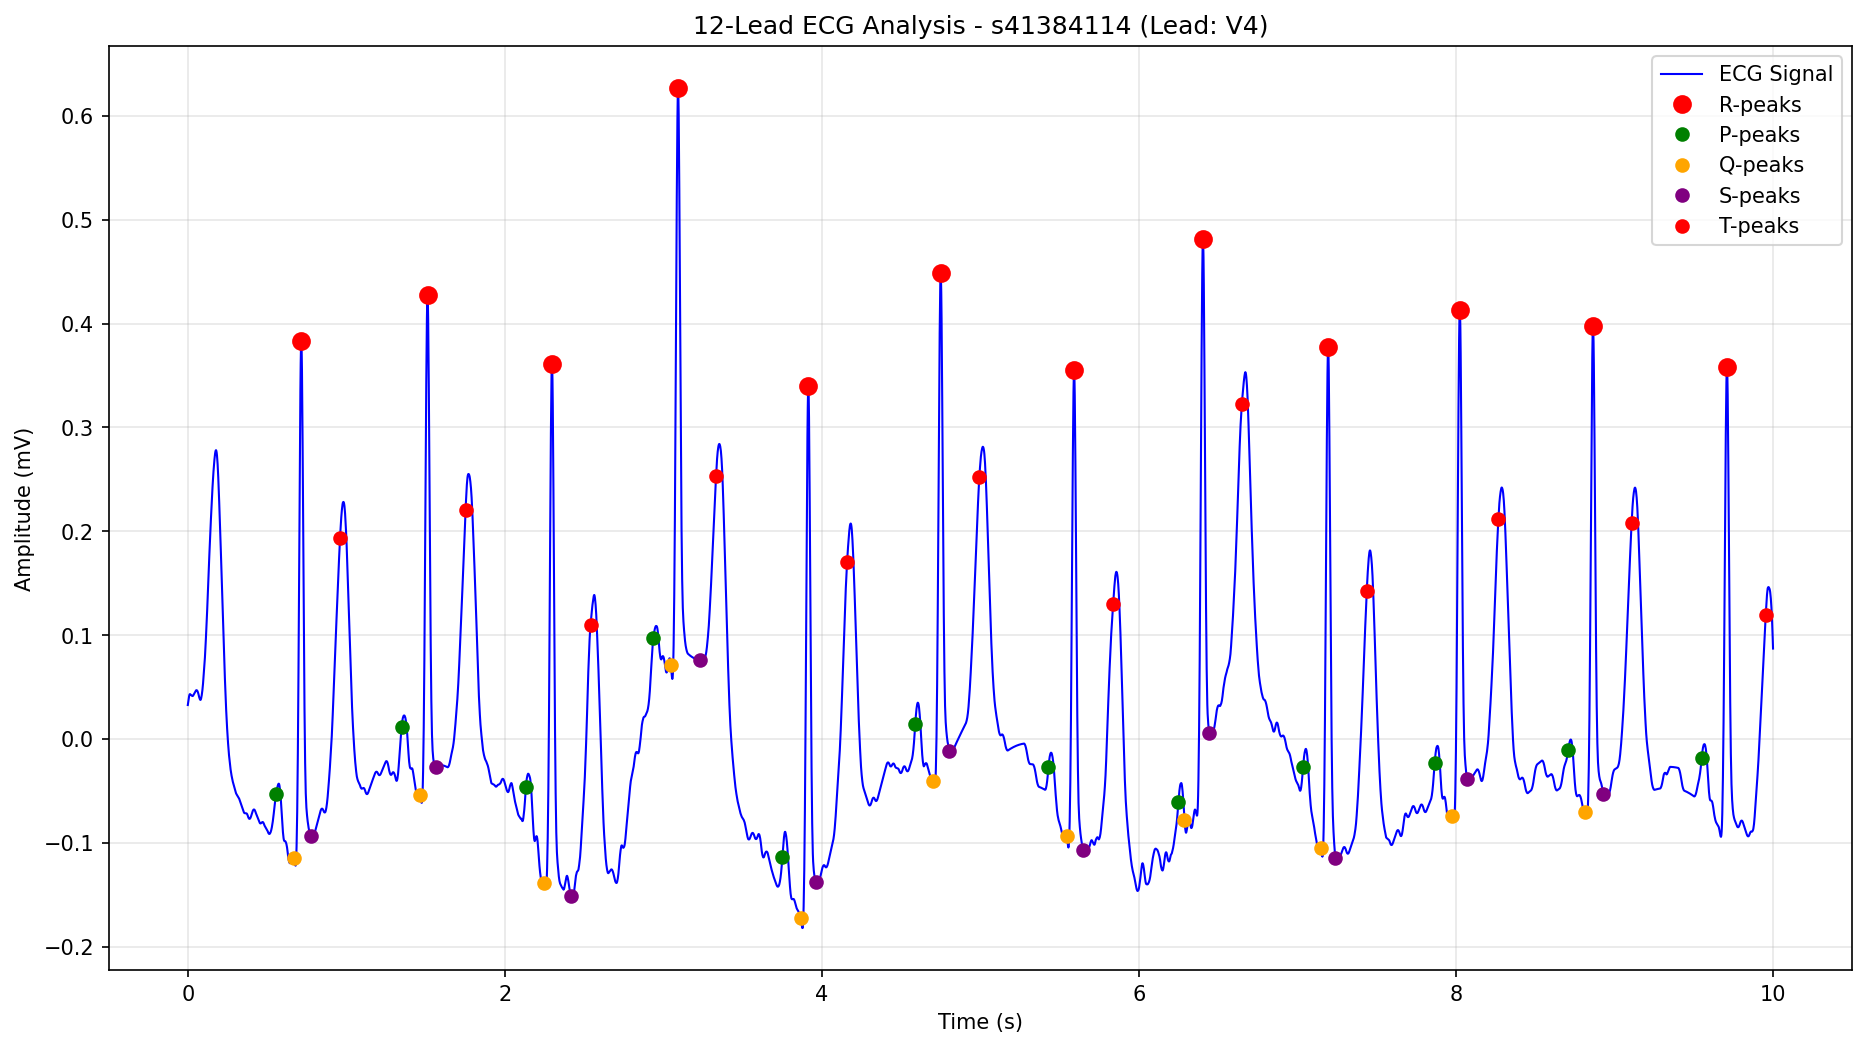 12-Lead ECG Analysis - s41384114 (Lead: V4)
ECG Signal
R-peaks
P-peaks
Q-peaks
S-peaks
T-peaks
Amplitude (mV)
0.6
0.5
0.4
0.3
0.2
0.1
0.0
−0.1
−0.2
0 2 4 6 8 10
Time (s)